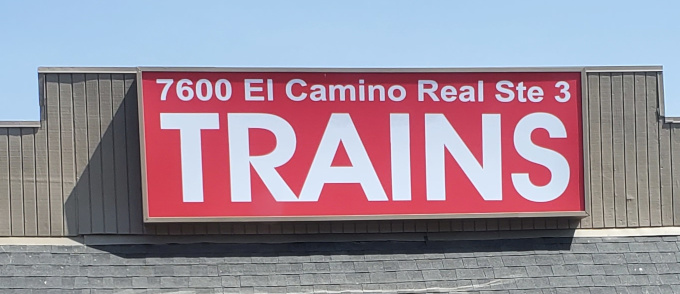 7600 El Camino Real Ste 3
TRAINS